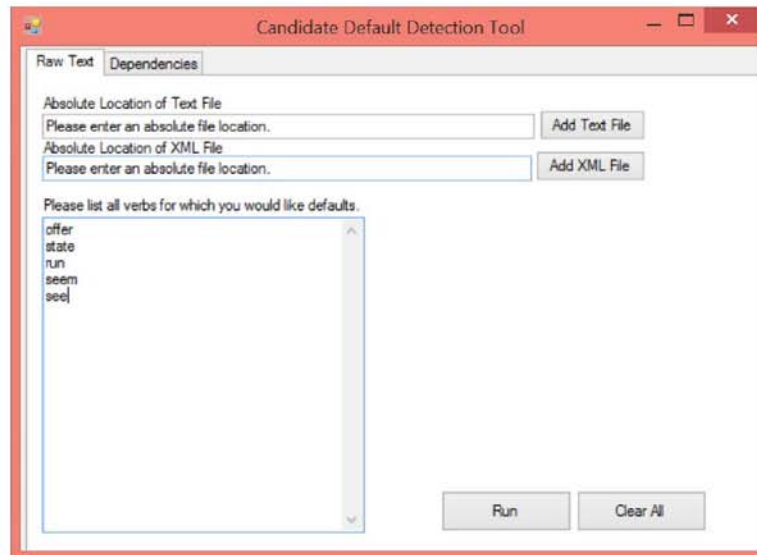 Candidate Default Detection Tool
Raw Text
Dependencies
Absolute Location of Text File
Please enter an absolute file location.
Add Text File
Absolute Location of XML File
Please enter an absolute file location.
Add XML File
Please list all verbs for which you would like defaults.
offer
state
run
seem
see
Run
Clear All